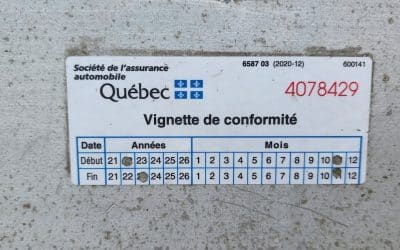 Société de l'assurance 6587 03 (2020-12) 600141
automobile
Québec 4078429
Vignette de conformité
Date Années Mois
Début 21 23 24 25 26 1 2 3 4 5 6 7 8 9 10 12
Fin 21 22 24 25 26 1 2 3 4 5 6 7 8 9 10 12